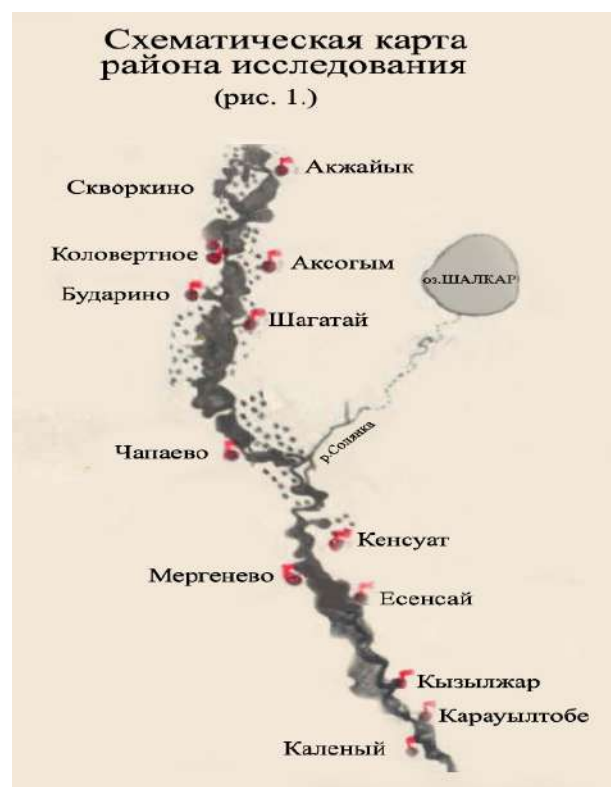 Схематическая карта
района исследования
(рис. 1.)
Акжайык
Скворкино
Коловертное
Аксогым
оз.ШАЛКАР
Бударино
Шагатай
р.Солянка
Чапаево
Кенсуат
Мергенево
Есенсай
Кызылжар
Карауылтобе
Каленый